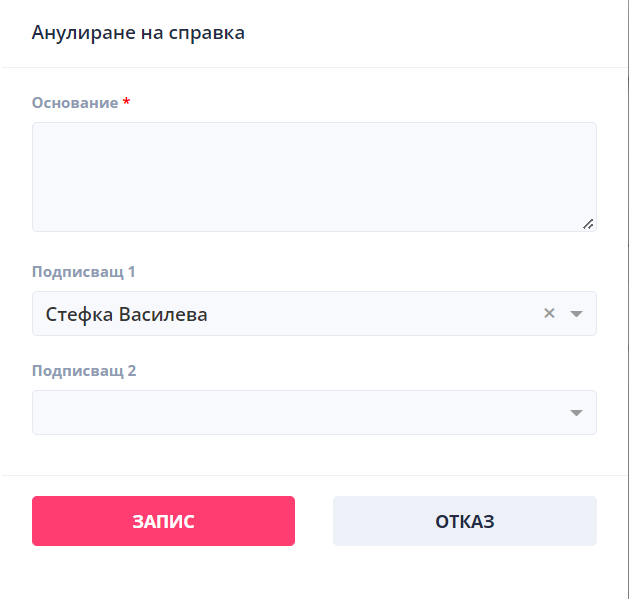 Анулиране на справка
Основание *
Подписващ 1
Стефка Василева
Подписващ 2
ЗАПИС
ОТКАЗ